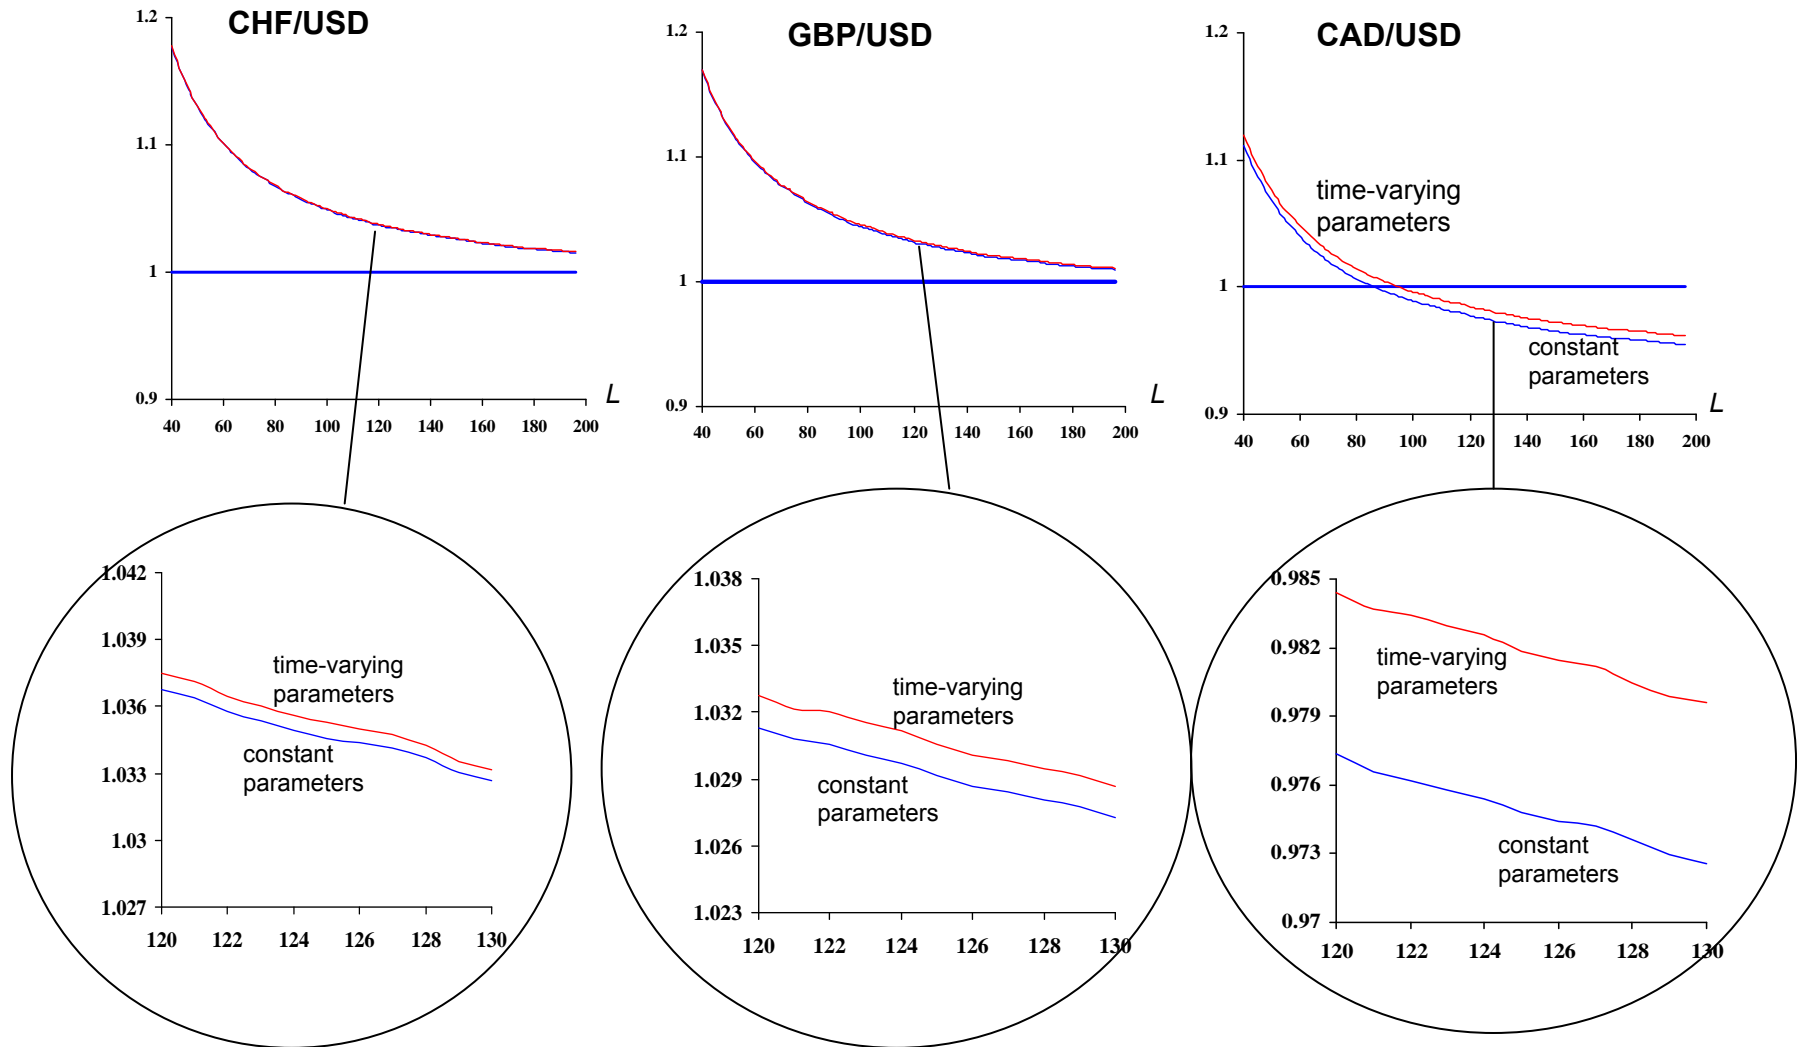 CHF/USD
1.2
1.1
1
0.9
40 60 80 100 120 140 160 180 200
L
GBP/USD
1.2
1.1
1
0.9
40 60 80 100 120 140 160 180 200
L
CAD/USD
1.2
1.1
1
0.9
time-varying
parameters
constant
parameters
40 60 80 100 120 140 160 180 200
L
1.042
1.039
1.036
1.033
1.03
1.027
time-varying
parameters
constant
parameters
120 122 124 126 128 130
1.038
1.035
1.032
1.029
1.026
1.023
time-varying
parameters
constant
parameters
120 122 124 126 128 130
0.985
0.982
0.979
0.976
0.973
0.97
time-varying
parameters
constant
parameters
120 122 124 126 128 130